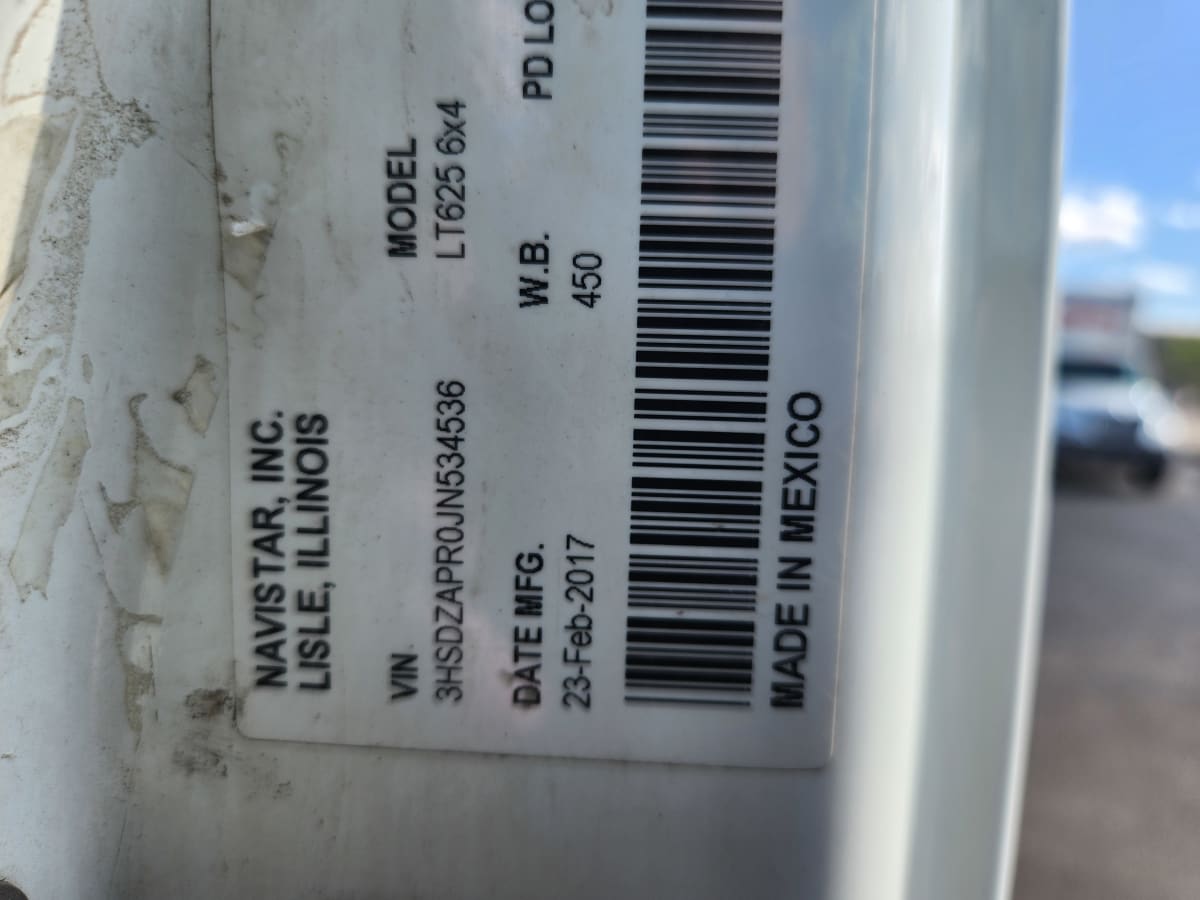 NAVISTAR, INC.
LISLE, ILLINOIS
VIN MODEL
3HSDZAPR0JN534536 LT625 6x4
DATE MFG. W.B. PD LO
23-Feb-2017 450
MADE IN MEXICO